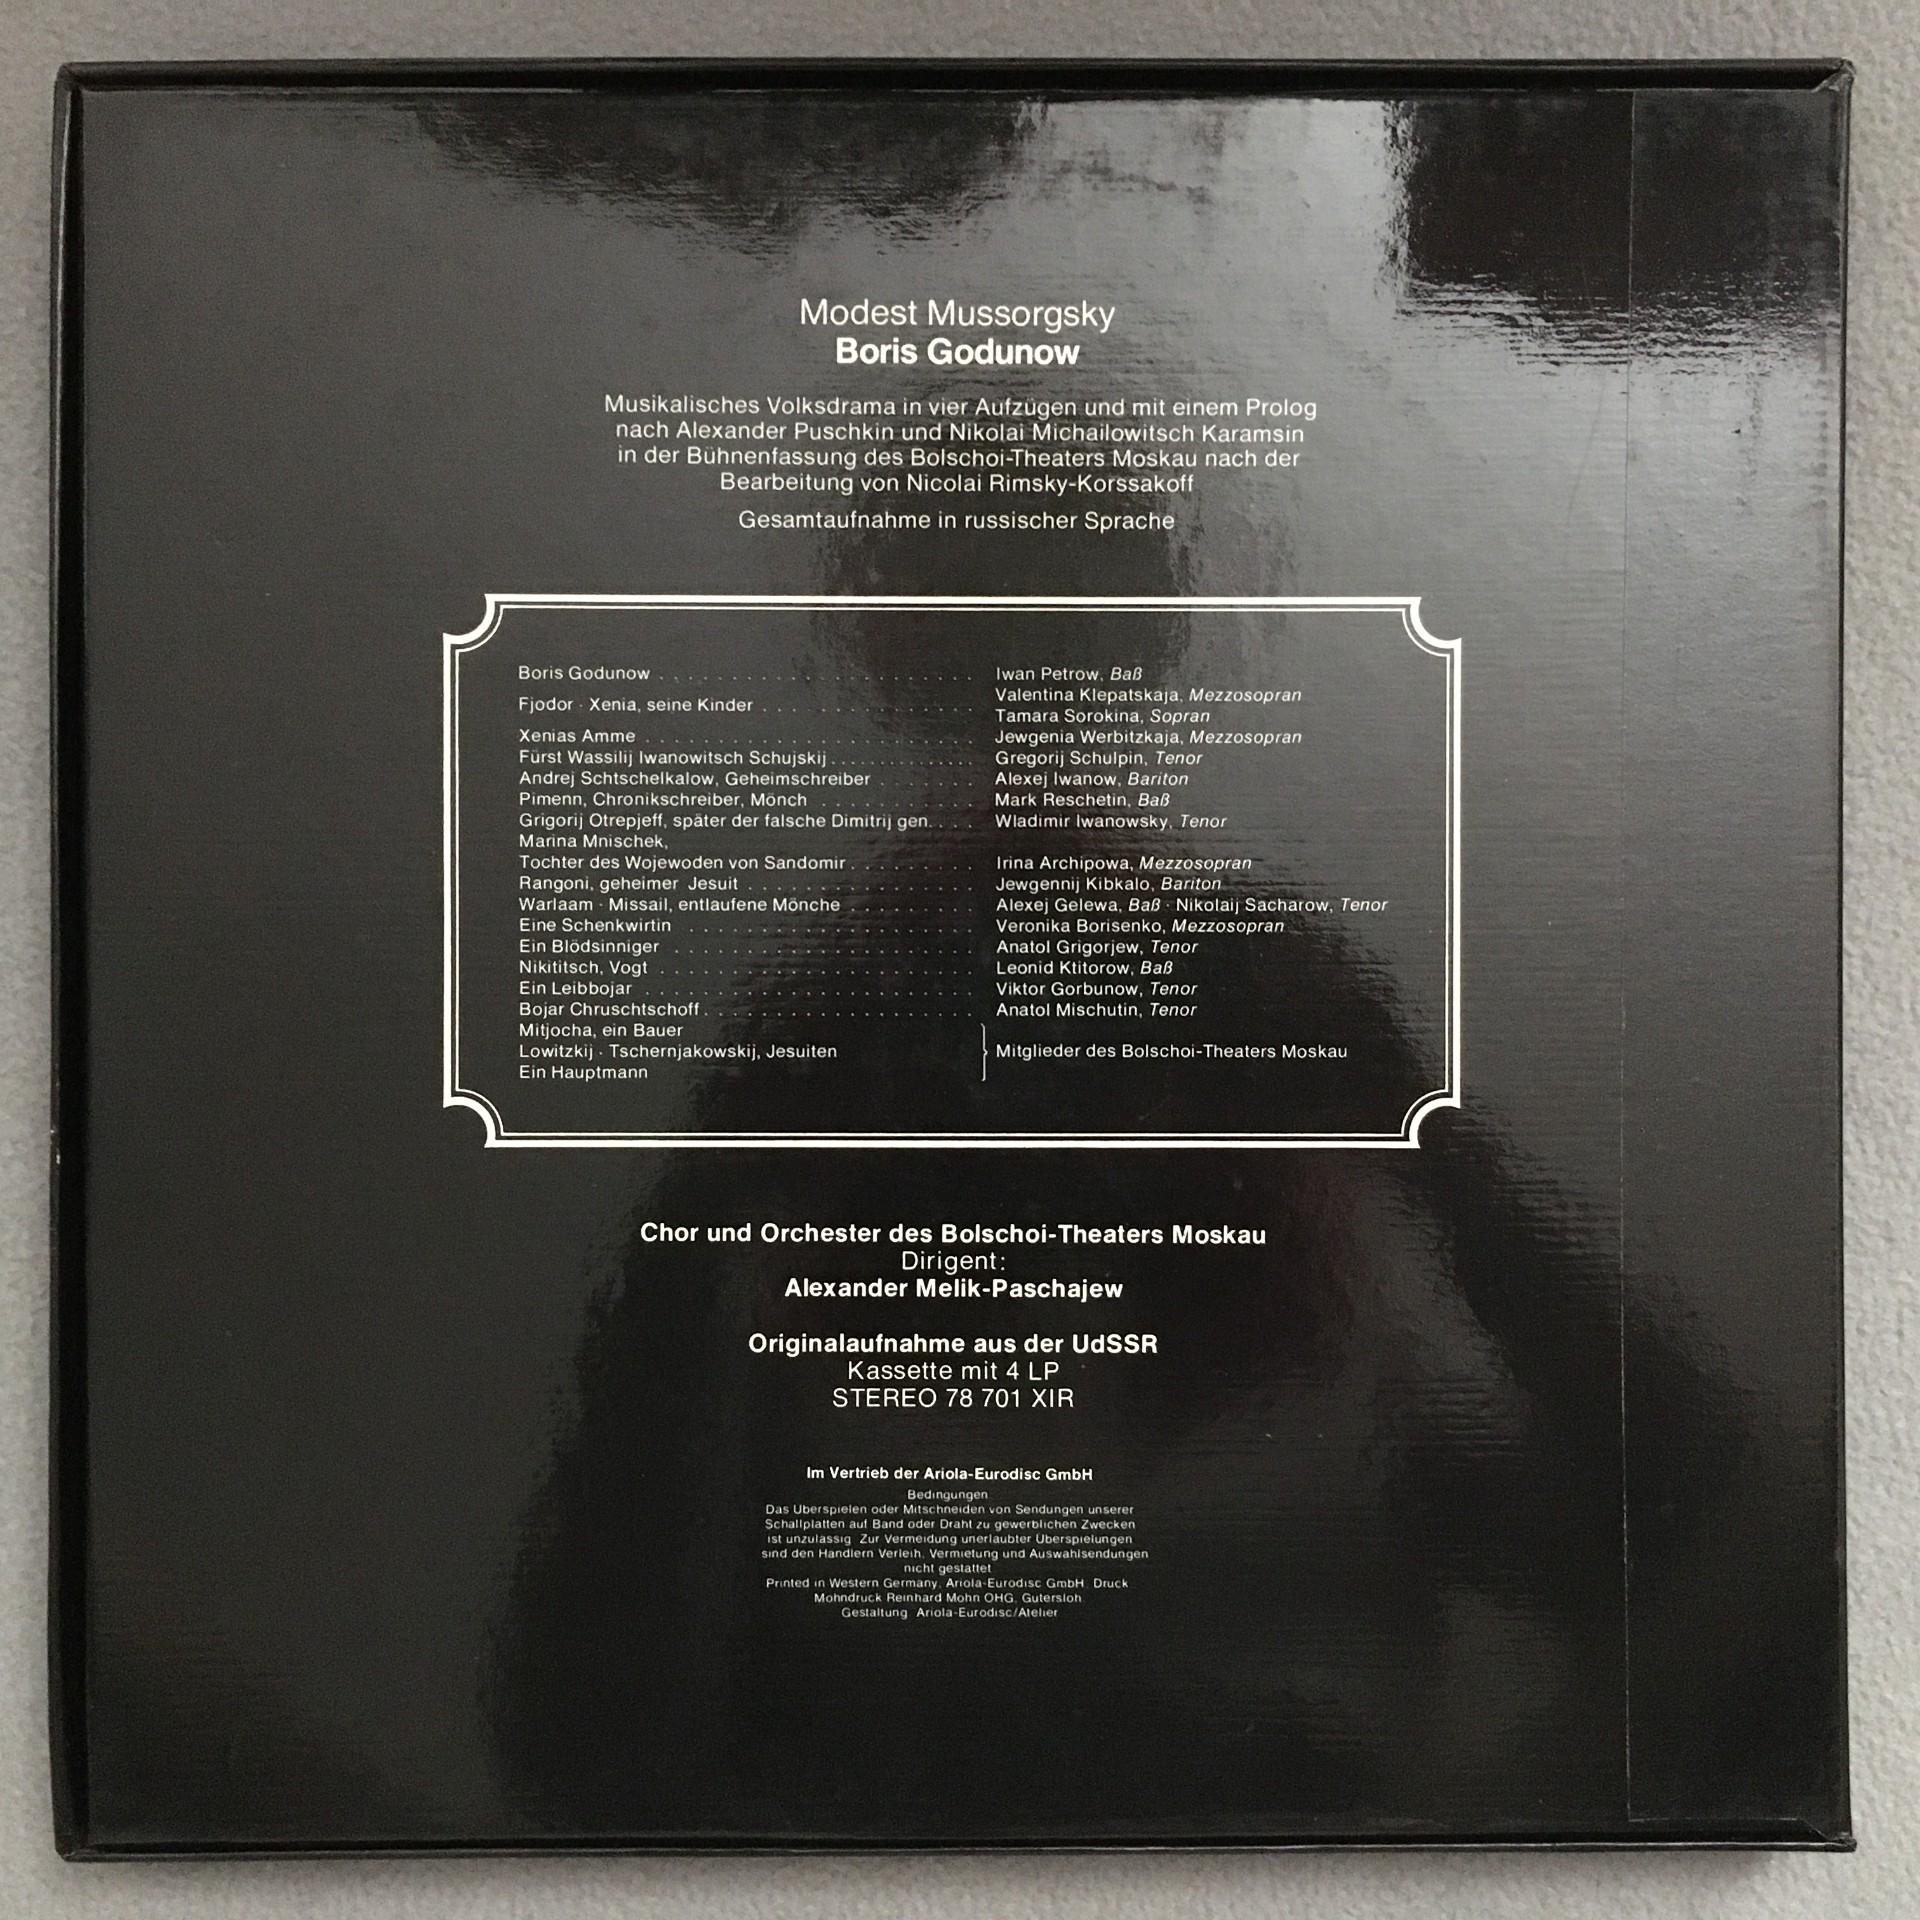 Modest Mussorgsky
Boris Godunow
Musikalisches Volksdrama in vier Aufzügen und mit einem Prolog
nach Alexander Puschkin und Nikolai Michailowitsch Karamsin
in der Bühnenfassung des Bolschoi-Theaters Moskau nach der
Bearbeitung von Nicolai Rimsky-Korssakoff
Gesamtaufnahme in russischer Sprache
Boris Godunow . . . . . . . . . . . . . . . . . . . . . . Iwan Petrow, Baß
Valentina Klepatskaja, Mezzosopran
Fjodor · Xenia, seine Kinder . . . . . . . . . . . . . . .
Tamara Sorokina, Sopran
Xenias Amme . . . . . . . . . . . . . . . . . . . . . . . Jewgenia Werbitzkaja, Mezzosopran
Fürst Wassilij Iwanowitsch Schujskij . . . . . . . . . . . . . . Gregorij Schulpin, Tenor
Andrej Schtschelkalow, Geheimschreiber . . . . . . . Alexej Iwanow, Bariton
Pimenn, Chronikschreiber, Mönch . . . . . . . . . . . Mark Reschetin, Baß
Grigorij Otrepjeff, später der falsche Dimitrij gen. . . . Wladimir Iwanowsky, Tenor
Marina Mnischek,
Tochter des Wojewoden von Sandomir . . . . . . . . . Irina Archipowa, Mezzosopran
Rangoni, geheimer Jesuit . . . . . . . . . . . . . . . . Jewgennij Kibkalo, Bariton
Warlaam · Missail, entlaufene Mönche . . . . . . . . . Alexej Gelewa, Baß · Nikolaij Sacharow, Tenor
Eine Schenkwirtin . . . . . . . . . . . . . . . . . . . . Veronika Borisenko, Mezzosopran
Ein Blödsinniger . . . . . . . . . . . . . . . . . . . Anatol Grigorjew, Tenor
Nikititsch, Vogt . . . . . . . . . . . . . . . . . . . . . . Leonid Ktitorow, Baß
Ein Leibbojar . . . . . . . . . . . . . . . . . . . . . . . Viktor Gorbunow, Tenor
Bojar Chruschtschoff . . . . . . . . . . . . . . . . . . . Anatol Mischutin, Tenor
Mitjocha, ein Bauer
Lowitzkij · Tschernjakowskij, Jesuiten } Mitglieder des Bolschoi-Theaters Moskau
Ein Hauptmann
Chor und Orchester des Bolschoi-Theaters Moskau
Dirigent:
Alexander Melik-Paschajew
Originalaufnahme aus der UdSSR
Kassette mit 4 LP
STEREO 78 701 XIR
Im Vertrieb der Ariola-Eurodisc GmbH
Bedingungen
Das Überspielen oder Mitschneiden von Sendungen unserer
Schallplatten auf Band oder Draht zu gewerblichen Zwecken
ist unzulässig. Zur Vermeidung unerlaubter Überspielungen
sind den Händlern Verleih, Vermietung und Auswahlsendungen
nicht gestattet
Printed in Western Germany, Ariola-Eurodisc GmbH. Druck
Mohndruck Reinhard Mohn OHG, Gütersloh
Gestaltung Ariola-Eurodisc/Atelier